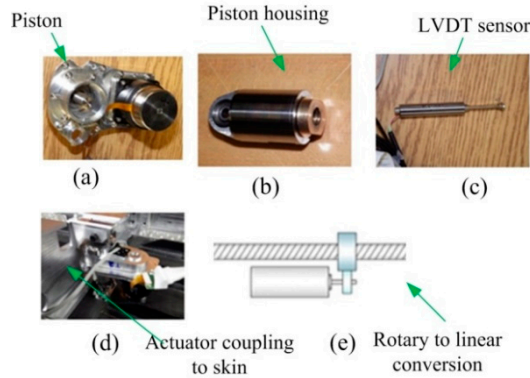 Piston
Piston housing
LVDT sensor
(a)
(b)
(c)
(d)
Actuator coupling
to skin
(e)
Rotary to linear
conversion